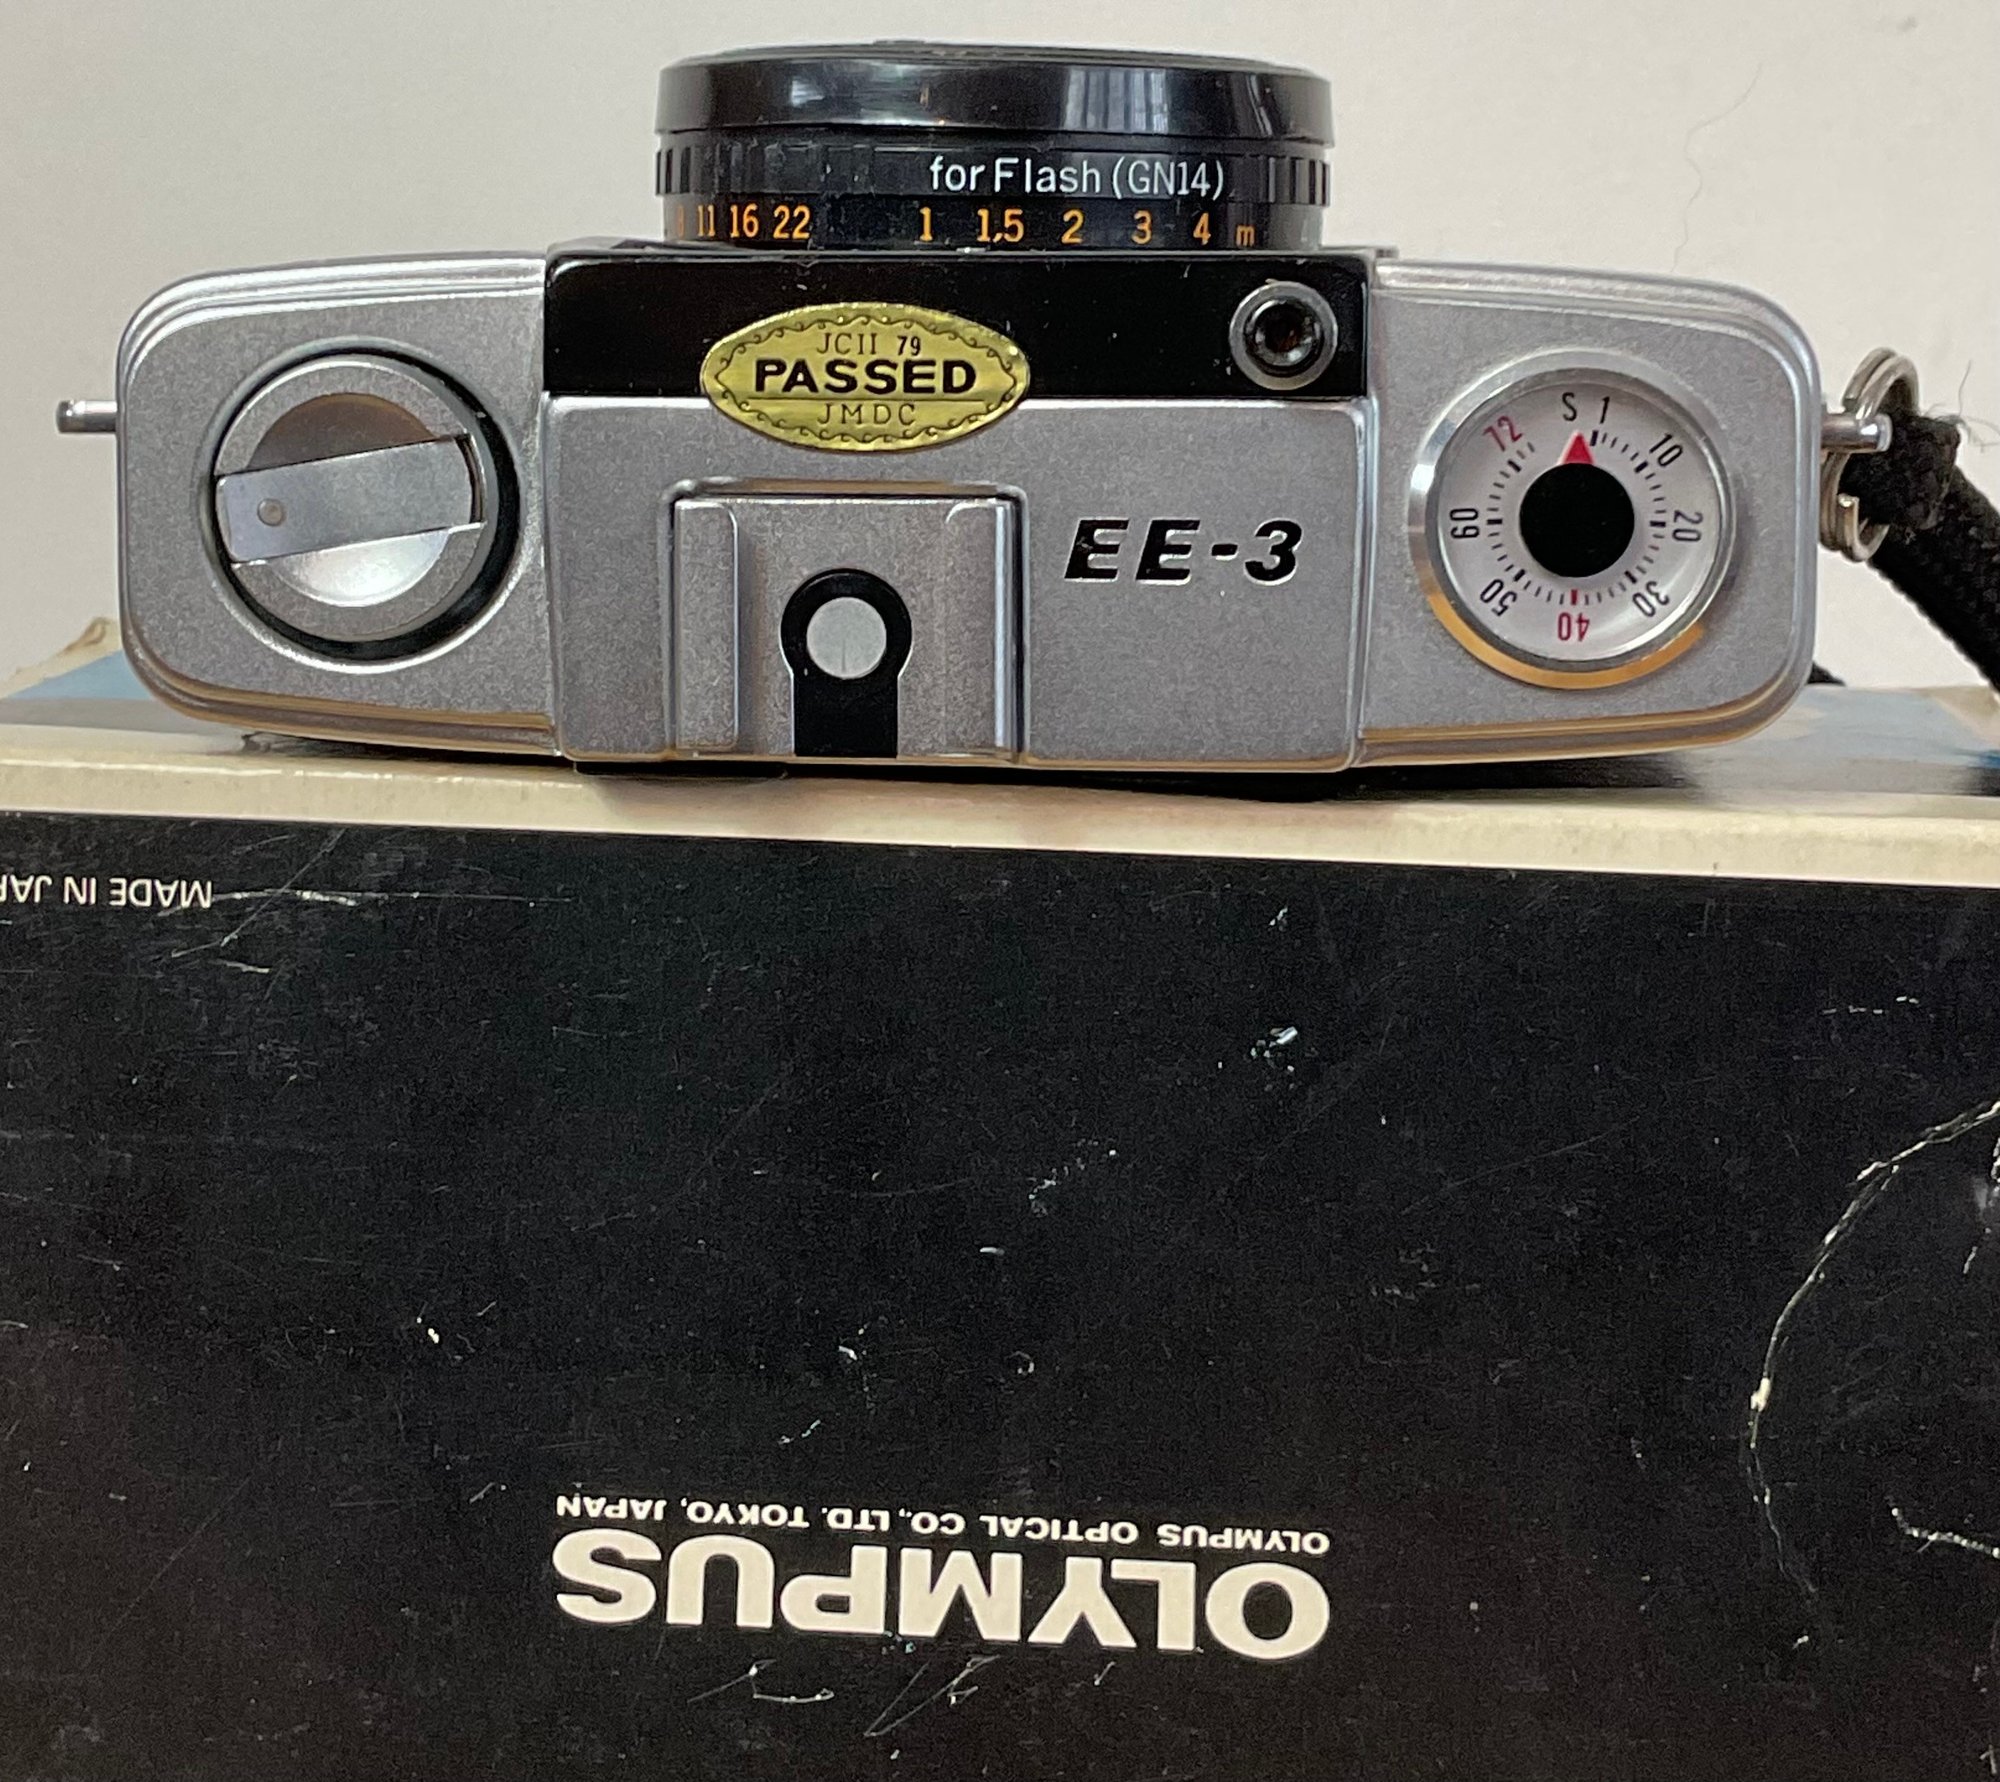 for Flash (GN14)
8 11 16 22 1 1,5 2 3 4 m
JCII 79
PASSED
JMDC
EE-3
S 1 10 20 30 40 50 60 72
MADE IN JAP
OLYMPUS
OLYMPUS OPTICAL CO., LTD. TOKYO, JAPAN